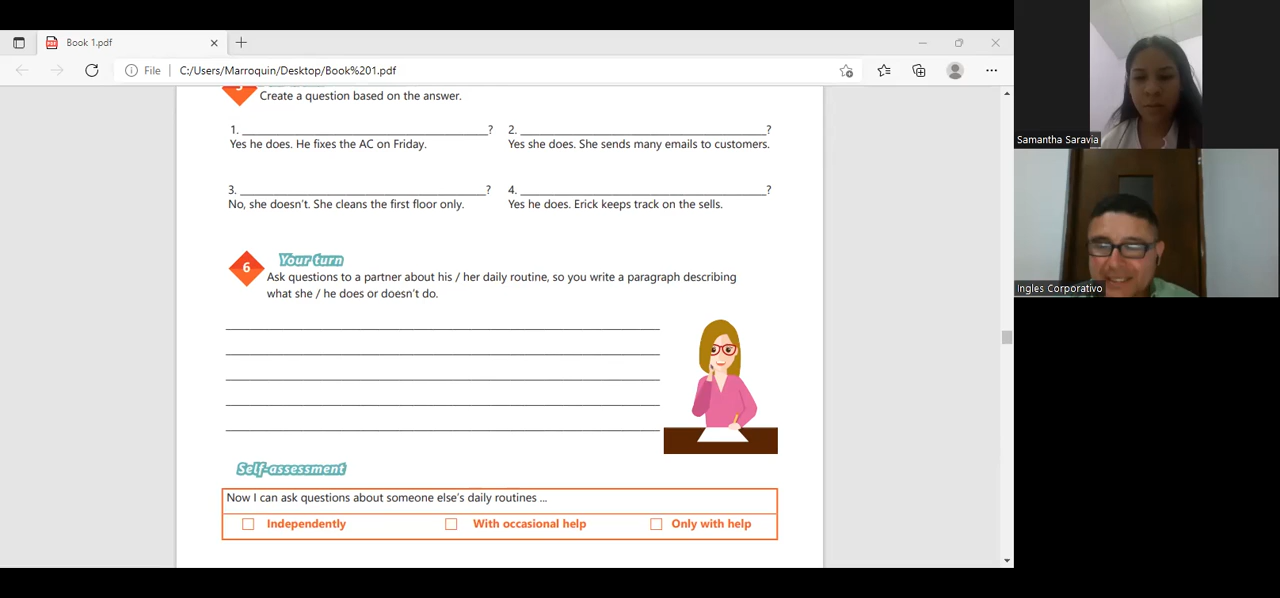 Book 1.pdf
File
C:/Users/Marroquin/Desktop/Book%201.pdf
Create a question based on the answer.
1. ______________________________? 2. ______________________________?
Yes he does. He fixes the AC on Friday. Yes she does. She sends many emails to customers.
3. ______________________________? 4. ______________________________?
No, she doesn't. She cleans the first floor only. Yes he does. Erick keeps track on the sells.
6 Your turn
Ask questions to a partner about his / her daily routine, so you write a paragraph describing
what she / he does or doesn't do.
Self-assessment
Now I can ask questions about someone else's daily routines ...
Independently With occasional help Only with help
Samantha Saravia
Ingles Corporativo